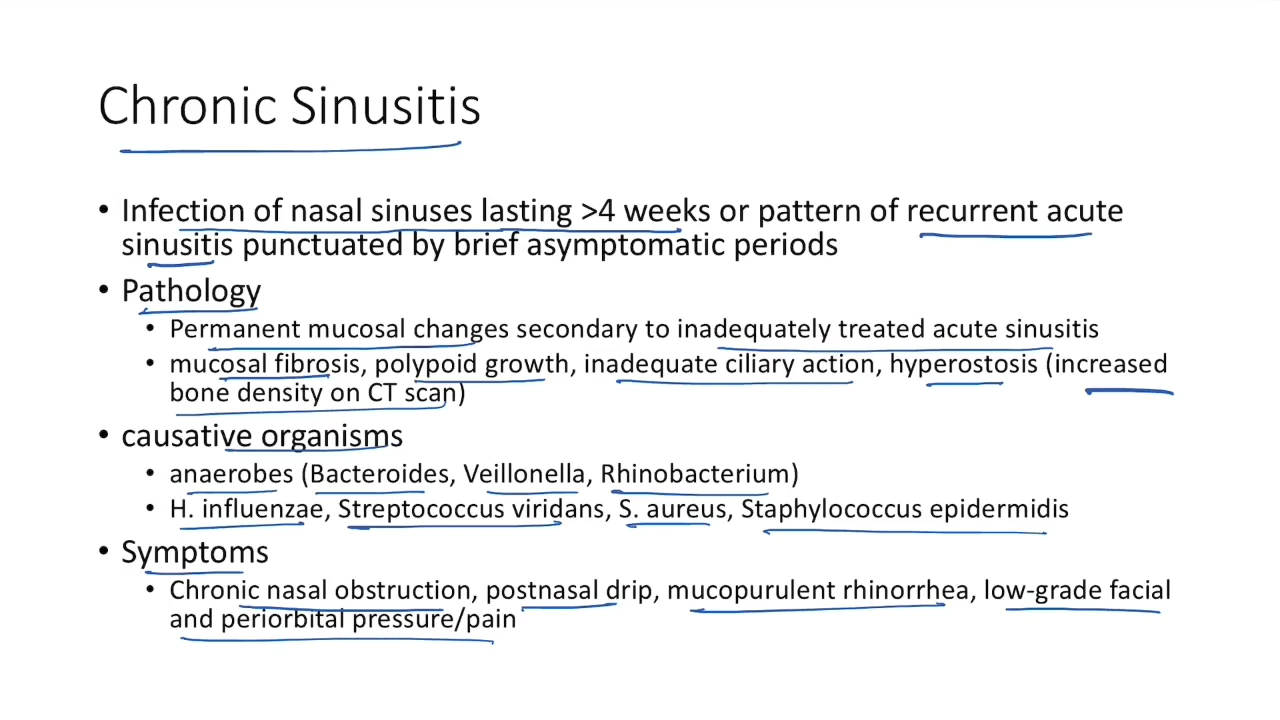 Chronic Sinusitis
• Infection of nasal sinuses lasting >4 weeks or pattern of recurrent acute
sinusitis punctuated by brief asymptomatic periods
• Pathology
• Permanent mucosal changes secondary to inadequately treated acute sinusitis
• mucosal fibrosis, polypoid growth, inadequate ciliary action, hyperostosis (increased
bone density on CT scan)
• causative organisms
• anaerobes (Bacteroides, Veillonella, Rhinobacterium)
• H. influenzae, Streptococcus viridans, S. aureus, Staphylococcus epidermidis
• Symptoms
• Chronic nasal obstruction, postnasal drip, mucopurulent rhinorrhea, low-grade facial
and periorbital pressure/pain